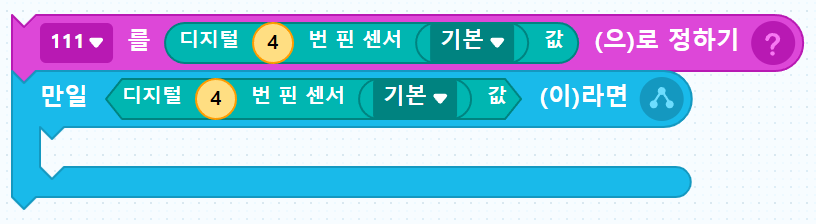 111 를 디지털 4 번 핀 센서 기본 값 (으)로 정하기 ?
만일 디지털 4 번 핀 센서 기본 값 (이)라면